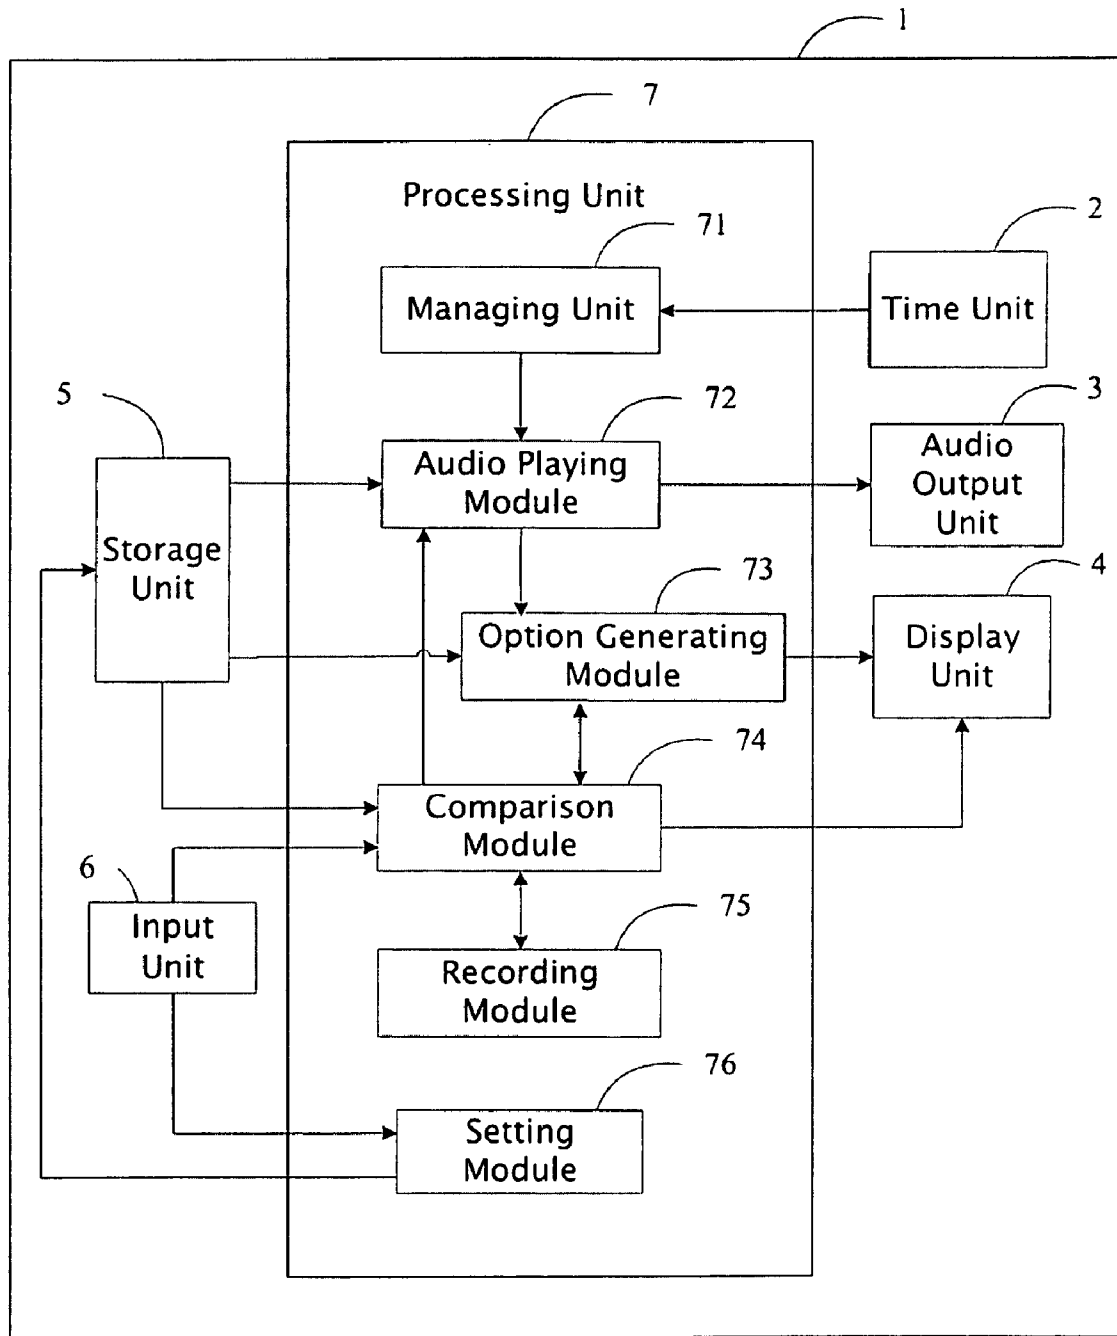 1
7
Processing Unit
71
2
Managing Unit
Time Unit
5
72
3
Audio Playing
Module
Audio
Output
Unit
Storage
Unit
73
4
Option Generating
Module
Display
Unit
74
Comparison
Module
6
Input
Unit
75
Recording
Module
76
Setting
Module